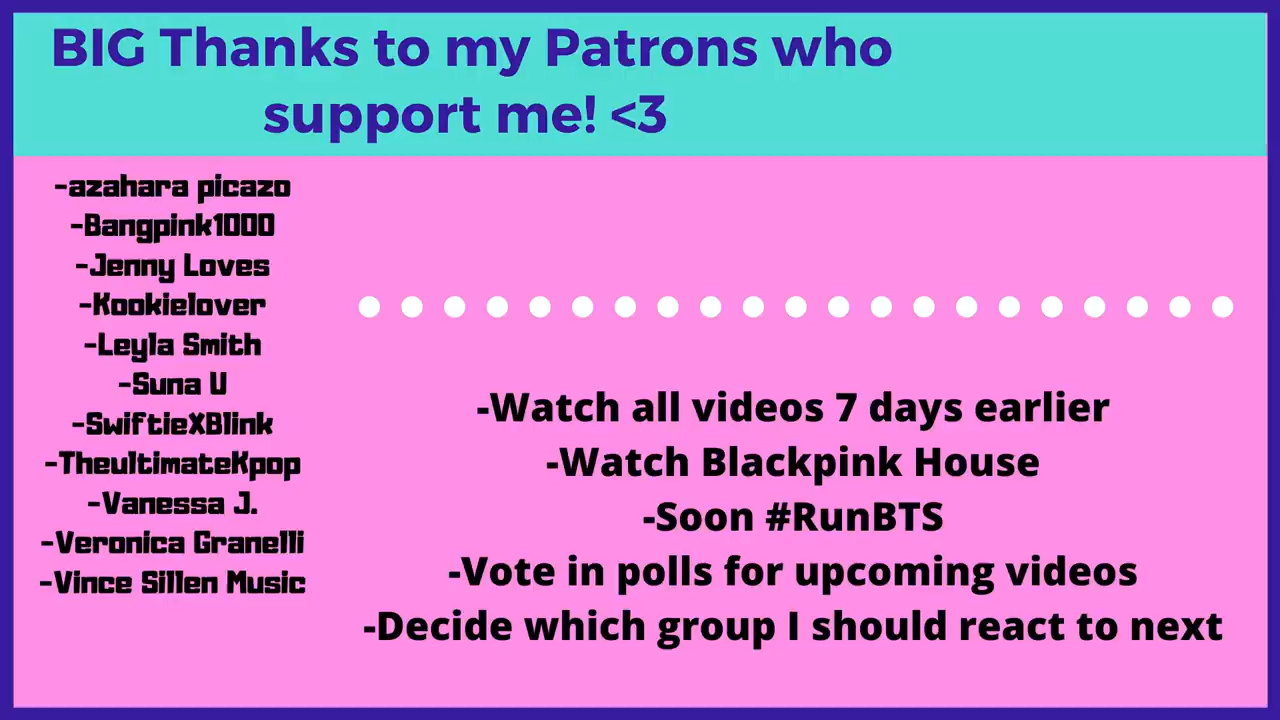 BIG Thanks to my Patrons who
support me! <3
-azahara picazo
-Bangpink1000
-Jenny Loves
-Kookielover
-Leyla Smith
-Suna U
-SwiftieXBlink
-TheultimateKpop
-Vanessa J.
-Veronica Granelli
-Vince Sillen Music
-Watch all videos 7 days earlier
-Watch Blackpink House
-Soon #RunBTS
-Vote in polls for upcoming videos
-Decide which group I should react to next